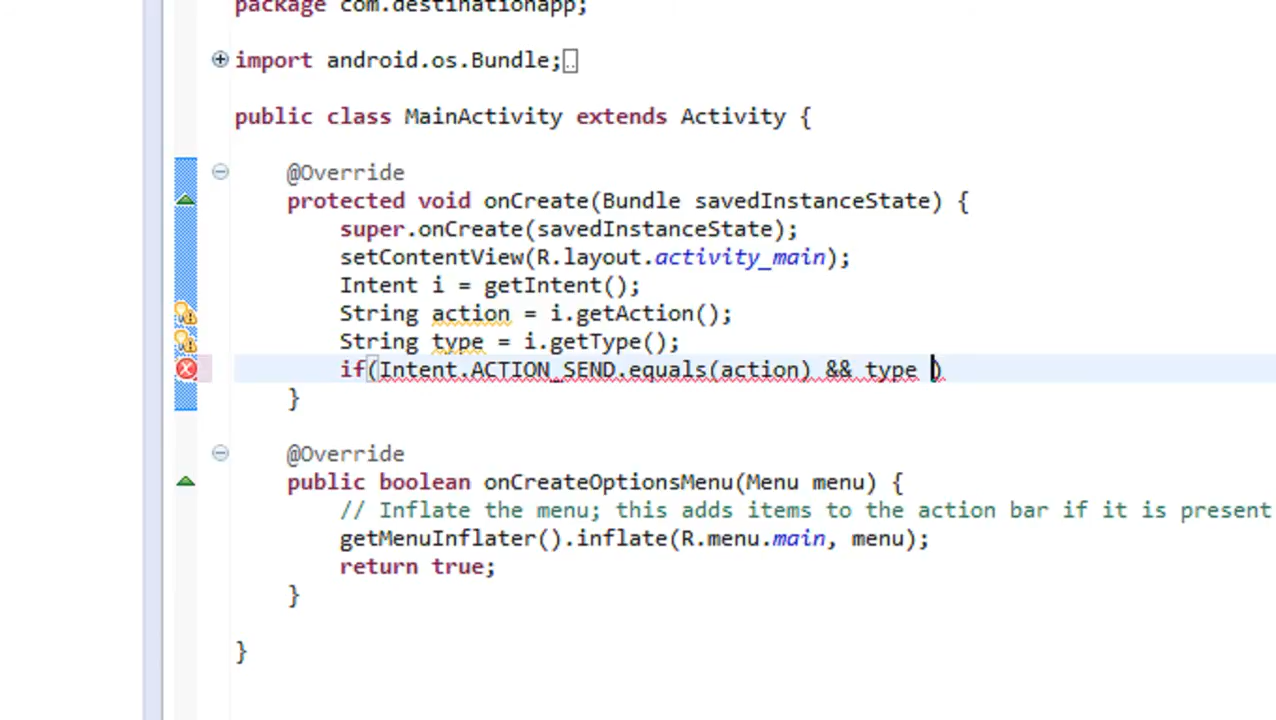 package com.destinationapp;
import android.os.Bundle;
public class MainActivity extends Activity {
@Override
protected void onCreate(Bundle savedInstanceState) {
super.onCreate(savedInstanceState);
setContentView(R.layout.activity_main);
Intent i = getIntent();
String action = i.getAction();
String type = i.getType();
if(Intent.ACTION_SEND.equals(action) && type )
}
@Override
public boolean onCreateOptionsMenu(Menu menu) {
// Inflate the menu; this adds items to the action bar if it is present
getMenuInflater().inflate(R.menu.main, menu);
return true;
}
}